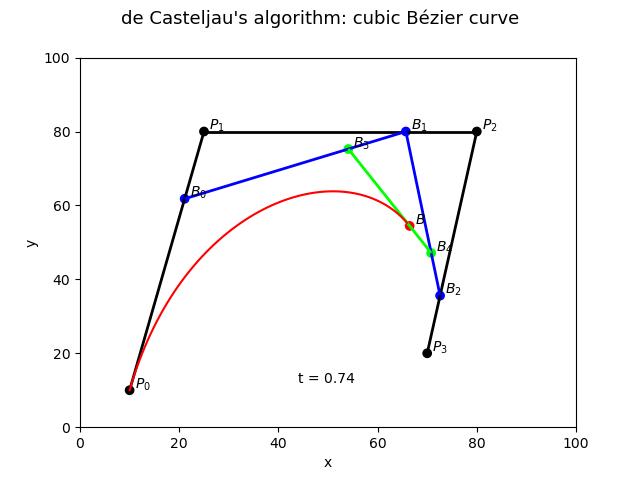 de Casteljau's algorithm: cubic Bézier curve
100
80
60
40
20
0
y
P₁
P₂
B₁
B₃
B₀
B
B₄
B₂
P₃
P₀
t = 0.74
0 20 40 60 80 100
x